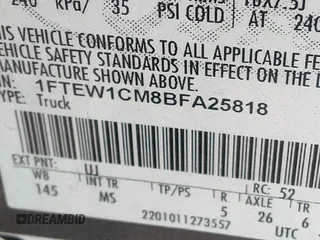 240 kPa/ 35 PSI COLD
AT 240
THIS VEHICLE CONFORMS TO ALL APPLICABLE FE
VEHICLE SAFETY STANDARDS IN EFFECT ON THE D
MANUFACTURE SHOWN ABOVE.
1FTEW1CM8BFA25818
TYPE: Truck
EXT PNT: UJ
RC: 52
WB INT TR TP/PS R AXLE TR
145 MS 5 26 6
UTC
2201011273557
DREAMBID